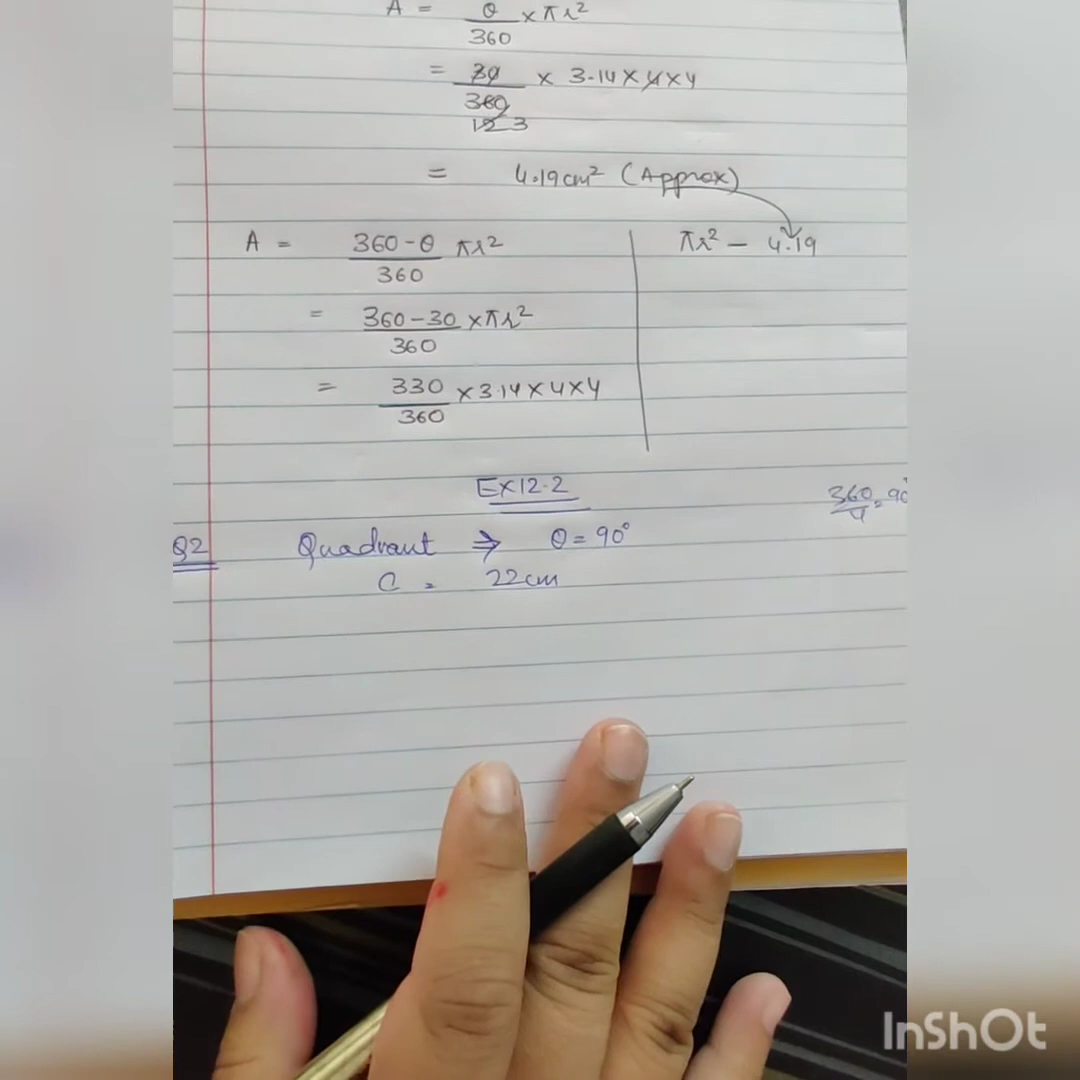 A = θ/360 × πr²
= 30/360 × 3.14 × 4 × 4
12 3
= 4.19 cm² (Approx)
A = 360-θ/360 πr² πr² - 4.19
= 360-30/360 × πr²
= 330/360 × 3.14 × 4 × 4
EX 12.2
360/4 = 90°
Q2 Quadrant ⇒ θ = 90°
C = 22cm
InShOt